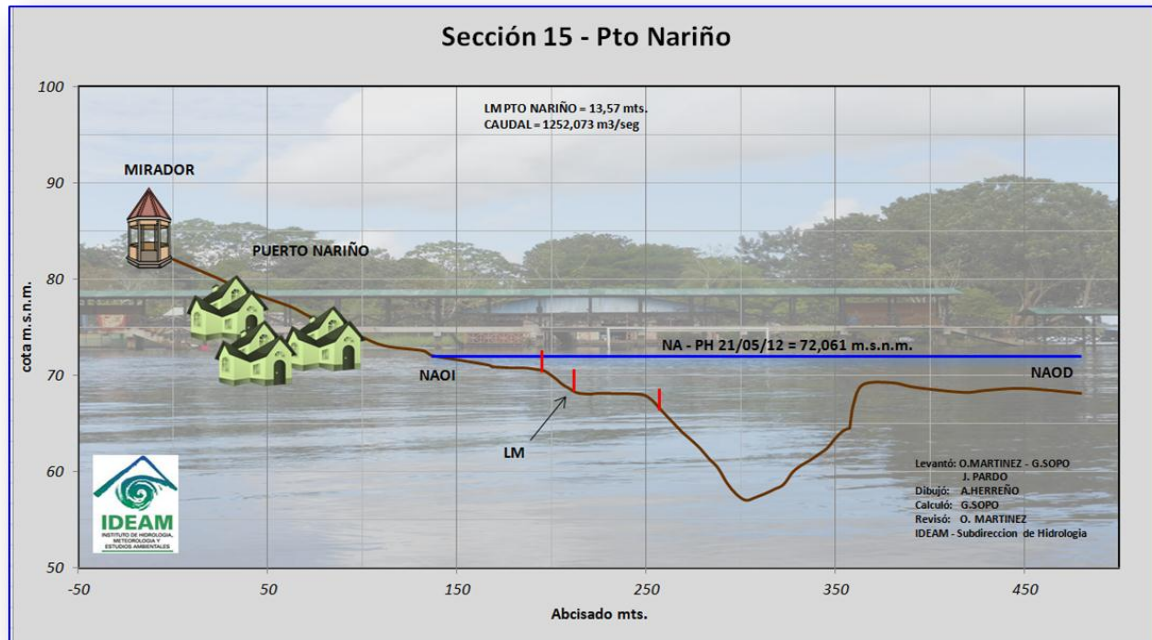 Sección 15 - Pto Nariño
LM PTO NARIÑO = 13,57 mts.
CAUDAL = 1252,073 m3/seg
100
90
80
70
60
50
cota m.s.n.m.
MIRADOR
PUERTO NARIÑO
NA - PH 21/05/12 = 72,061 m.s.n.m.
NAOI
NAOD
LM
Levantó: O.MARTINEZ - G.SOPO
J. PARDO
Dibujó: A.HERREÑO
Calculó: G.SOPO
Revisó: O. MARTINEZ
IDEAM - Subdireccion de Hidrologia
IDEAM
INSTITUTO DE HIDROLOGIA,
METEOROLOGIA Y
ESTUDIOS AMBIENTALES
-50 50 150 250 350 450
Abcisado mts.